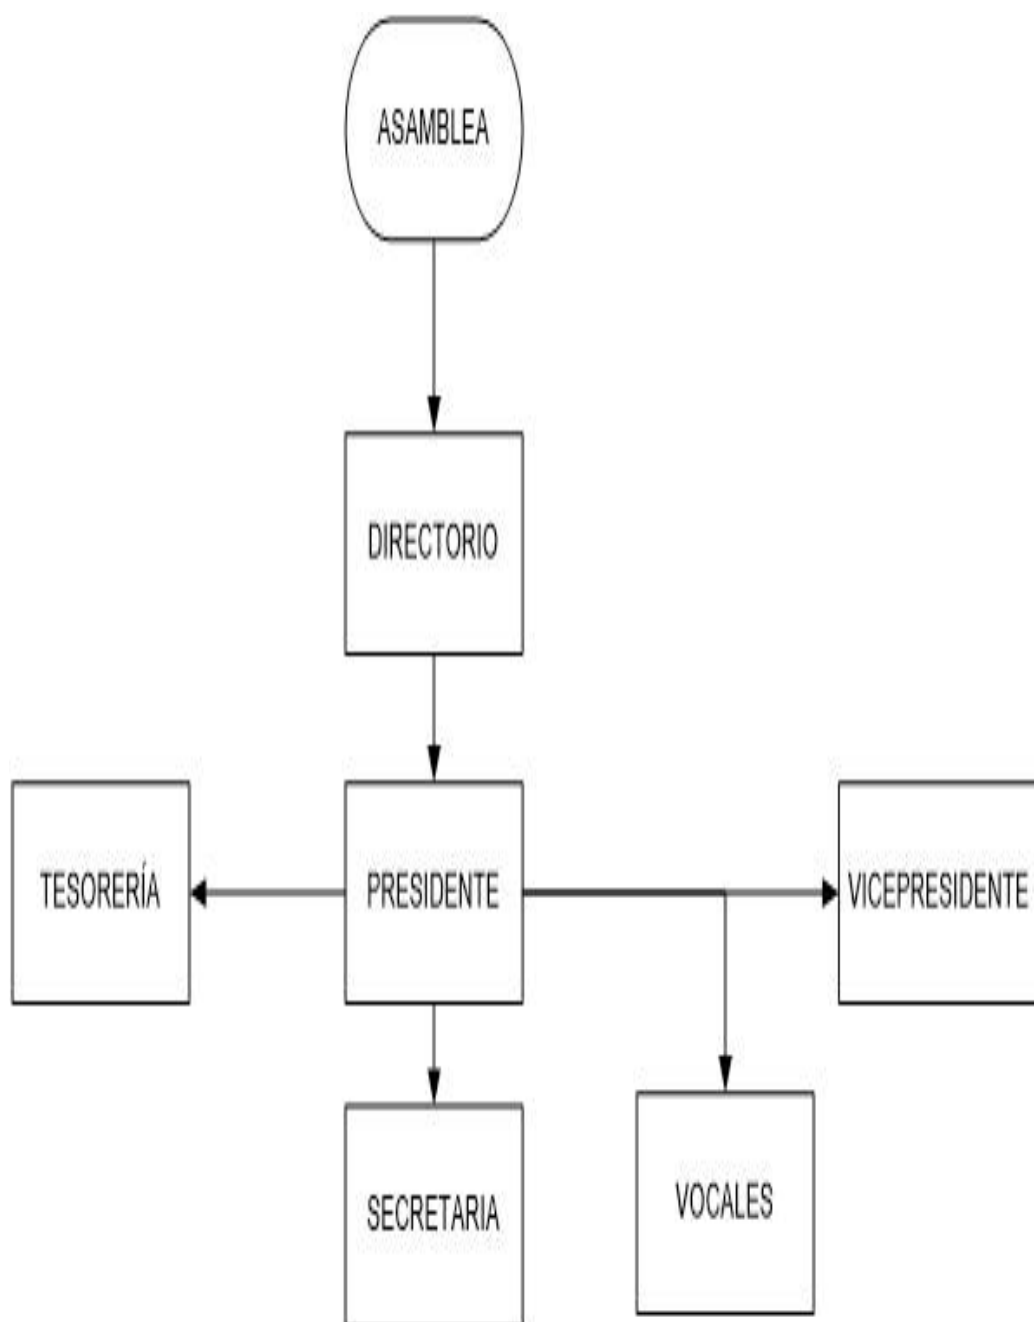 ASAMBLEA
DIRECTORIO
TESORERÍA
PRESIDENTE
VICEPRESIDENTE
SECRETARIA
VOCALES